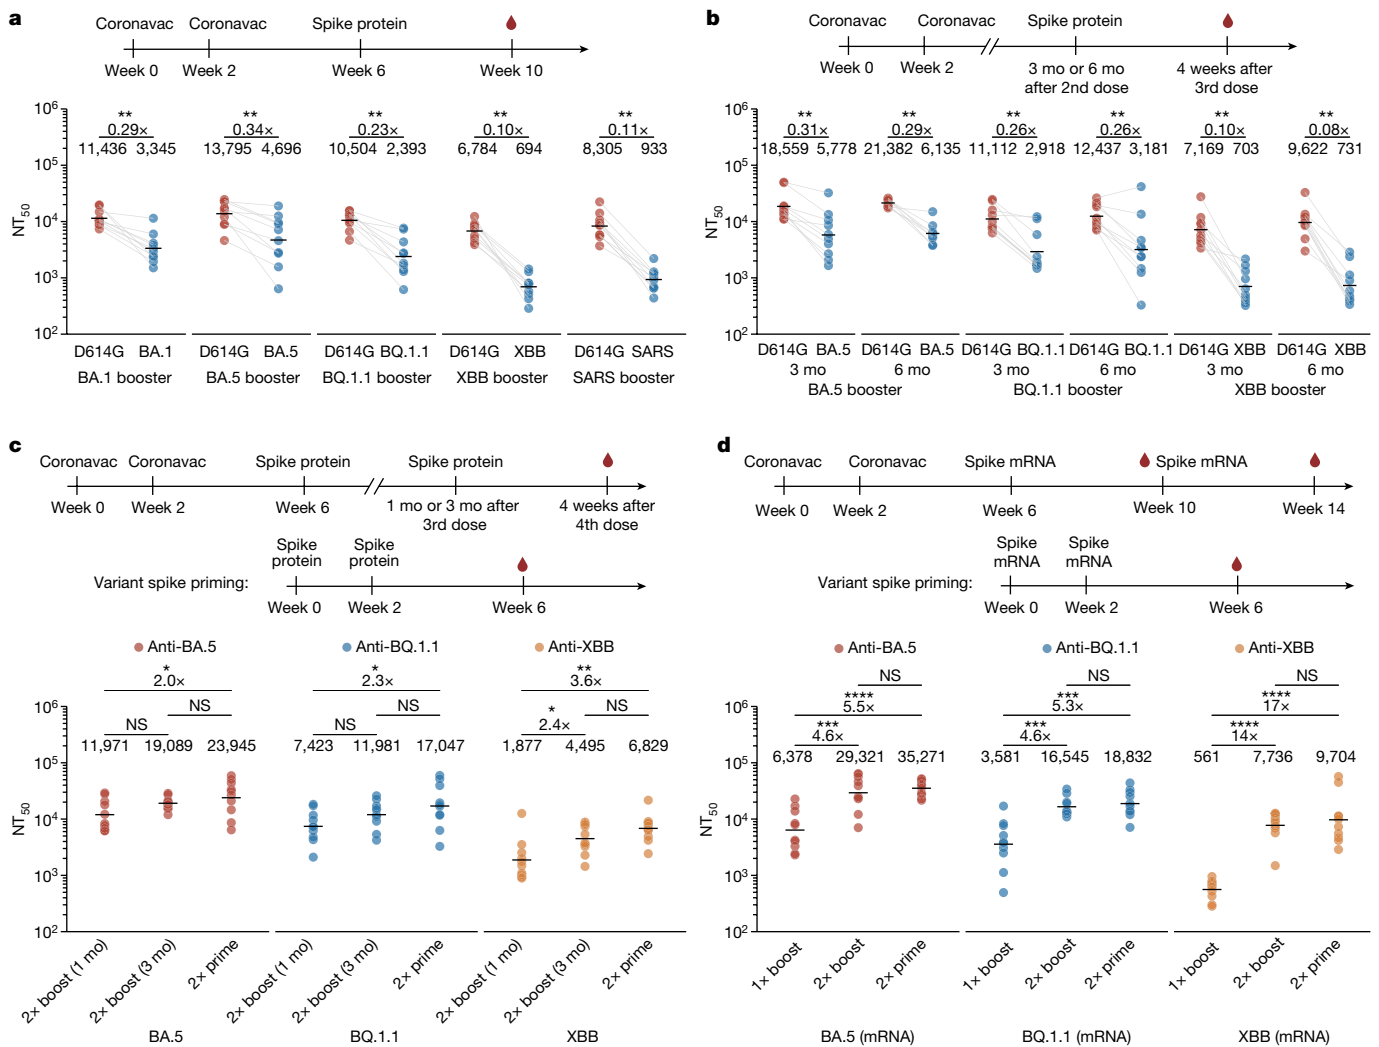 a
Coronavac Coronavac Spike protein
Week 0 Week 2 Week 6 Week 10
10⁶
10⁵
10⁴
10³
10²
NT₅₀
** ** ** ** **
0.29× 0.34× 0.23× 0.10× 0.11×
11,436 3,345 13,795 4,696 10,504 2,393 6,784 694 8,305 933
D614G BA.1 D614G BA.5 D614G BQ.1.1 D614G XBB D614G SARS
BA.1 booster BA.5 booster BQ.1.1 booster XBB booster SARS booster
b
Coronavac Coronavac Spike protein
Week 0 Week 2 3 mo or 6 mo 4 weeks after
after 2nd dose 3rd dose
10⁶
10⁵
10⁴
10³
10²
NT₅₀
** ** ** ** ** **
0.31× 0.29× 0.26× 0.26× 0.10× 0.08×
18,559 5,778 21,382 6,135 11,112 2,918 12,437 3,181 7,169 703 9,622 731
D614G BA.5 D614G BA.5 D614G BQ.1.1 D614G BQ.1.1 D614G XBB D614G XBB
3 mo 6 mo 3 mo 6 mo 3 mo 6 mo
BA.5 booster BQ.1.1 booster XBB booster
c
Coronavac Coronavac Spike protein Spike protein
Week 0 Week 2 Week 6 1 mo or 3 mo after 4 weeks after
3rd dose 4th dose
Spike Spike
protein protein
Variant spike priming:
Week 0 Week 2 Week 6
Anti-BA.5 Anti-BQ.1.1 Anti-XBB
* * **
2.0× 2.3× 3.6×
NS NS * NS
NS NS 2.4×
11,971 19,089 23,945 7,423 11,981 17,047 1,877 4,495 6,829
10⁶
10⁵
10⁴
10³
10²
NT₅₀
2× boost (1 mo) 2× boost (3 mo) 2× prime 2× boost (1 mo) 2× boost (3 mo) 2× prime 2× boost (1 mo) 2× boost (3 mo) 2× prime
BA.5 BQ.1.1 XBB
d
Coronavac Coronavac Spike mRNA Spike mRNA
Week 0 Week 2 Week 6 Week 10 Week 14
Spike Spike
mRNA mRNA
Variant spike priming:
Week 0 Week 2 Week 6
Anti-BA.5 Anti-BQ.1.1 Anti-XBB
NS NS NS
**** *** ****
5.5× 5.3× 17×
*** *** ****
4.6× 4.6× 14×
6,378 29,321 35,271 3,581 16,545 18,832 561 7,736 9,704
10⁶
10⁵
10⁴
10³
10²
NT₅₀
1× boost 2× boost 2× prime 1× boost 2× boost 2× prime 1× boost 2× boost 2× prime
BA.5 (mRNA) BQ.1.1 (mRNA) XBB (mRNA)